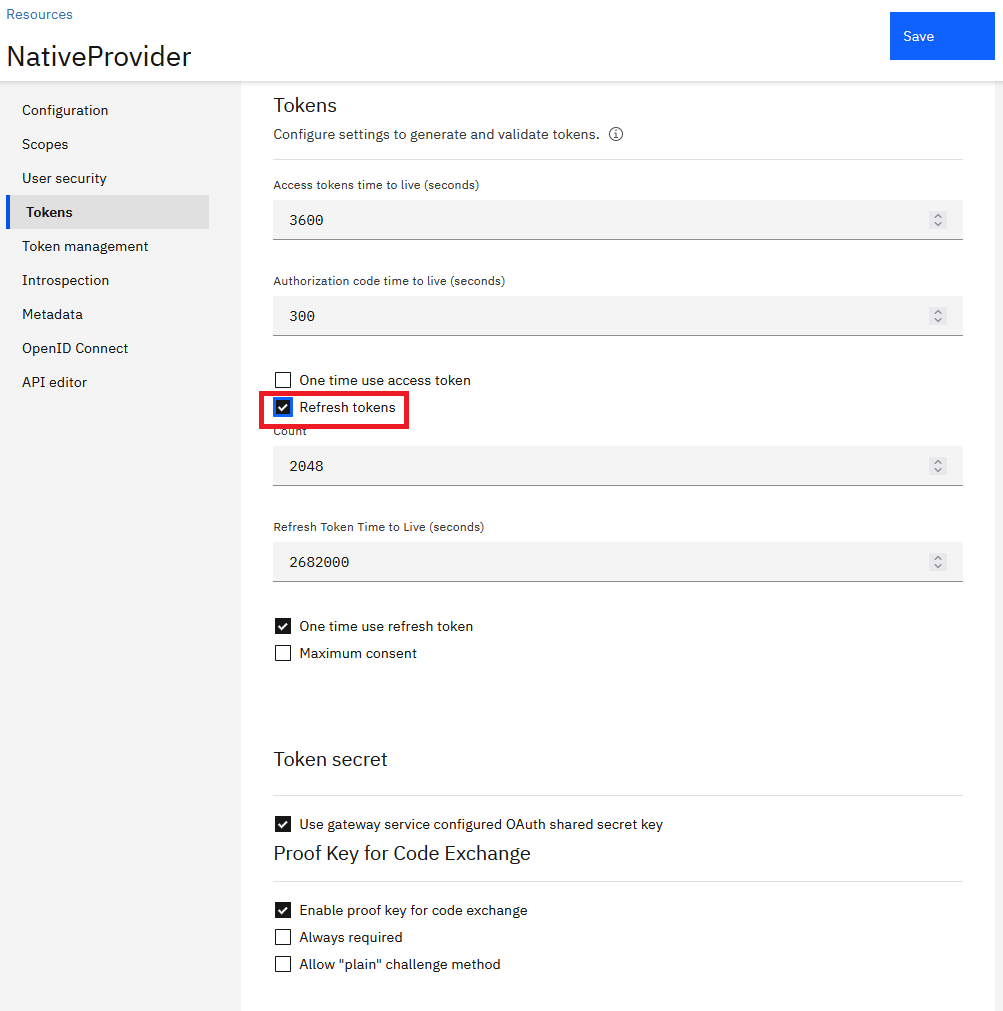 Resources
NativeProvider
Save
Configuration
Scopes
User security
Tokens
Token management
Introspection
Metadata
OpenID Connect
API editor
Tokens
Configure settings to generate and validate tokens.
Access tokens time to live (seconds)
3600
Authorization code time to live (seconds)
300
One time use access token
Refresh tokens
Count
2048
Refresh Token Time to Live (seconds)
2682000
One time use refresh token
Maximum consent
Token secret
Use gateway service configured OAuth shared secret key
Proof Key for Code Exchange
Enable proof key for code exchange
Always required
Allow "plain" challenge method